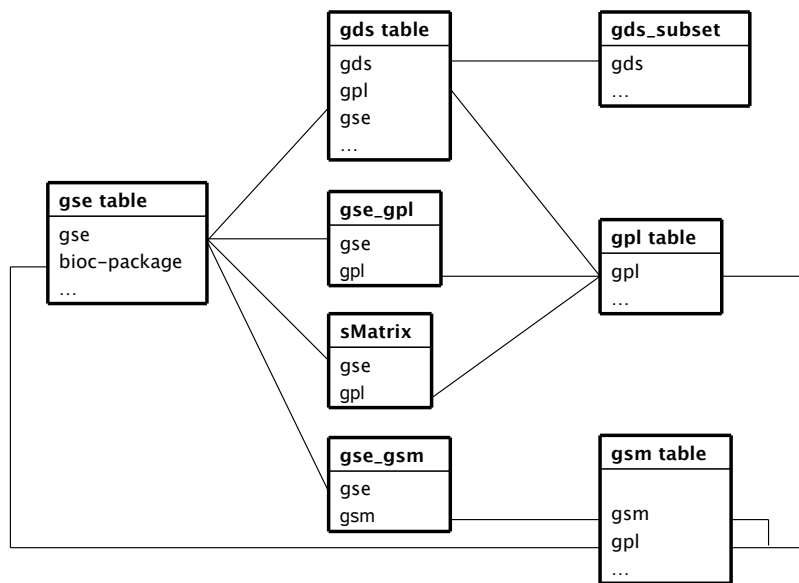 gds table
gds
gpl
gse
...
gds_subset
gds
...
gse table
gse
bioc-package
...
gse_gpl
gse
gpl
gpl table
gpl
...
sMatrix
gse
gpl
gse_gsm
gse
gsm
gsm table
gsm
gpl
...